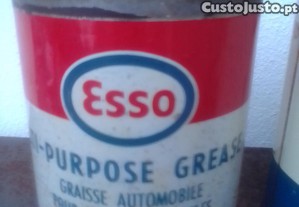 CustoJusto.pt
Esso
I-PURPOSE GREAS
GRAISSE AUTOMOBILE